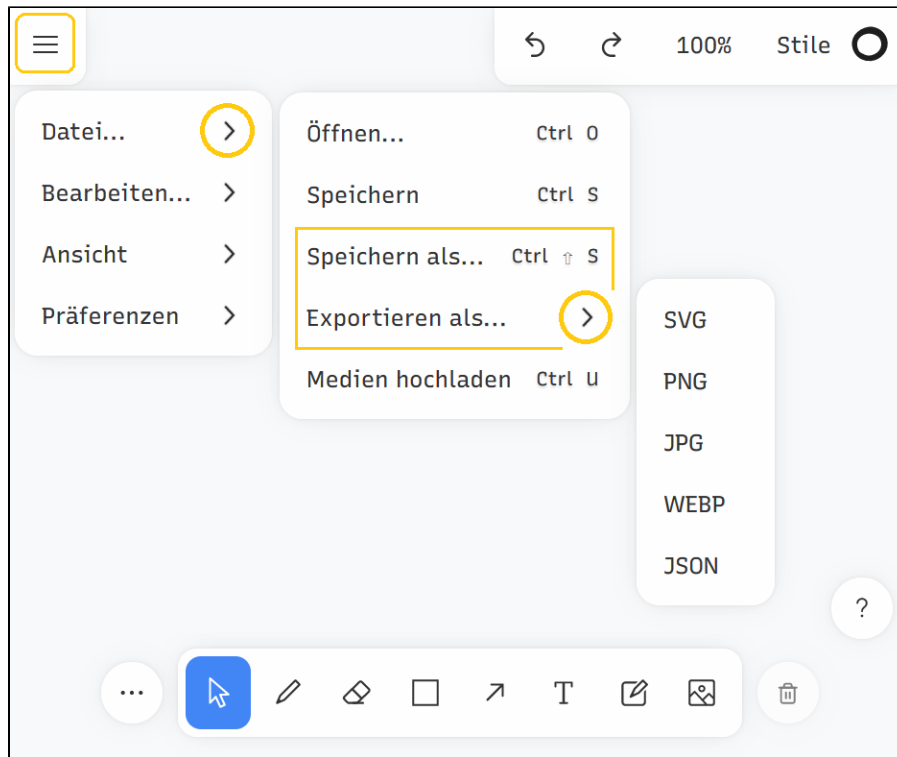 100% Stile
Datei...
Bearbeiten...
Ansicht
Präferenzen
Öffnen... Ctrl O
Speichern Ctrl S
Speichern als... Ctrl ⇧ S
Exportieren als...
Medien hochladen Ctrl U
SVG
PNG
JPG
WEBP
JSON
?
... T